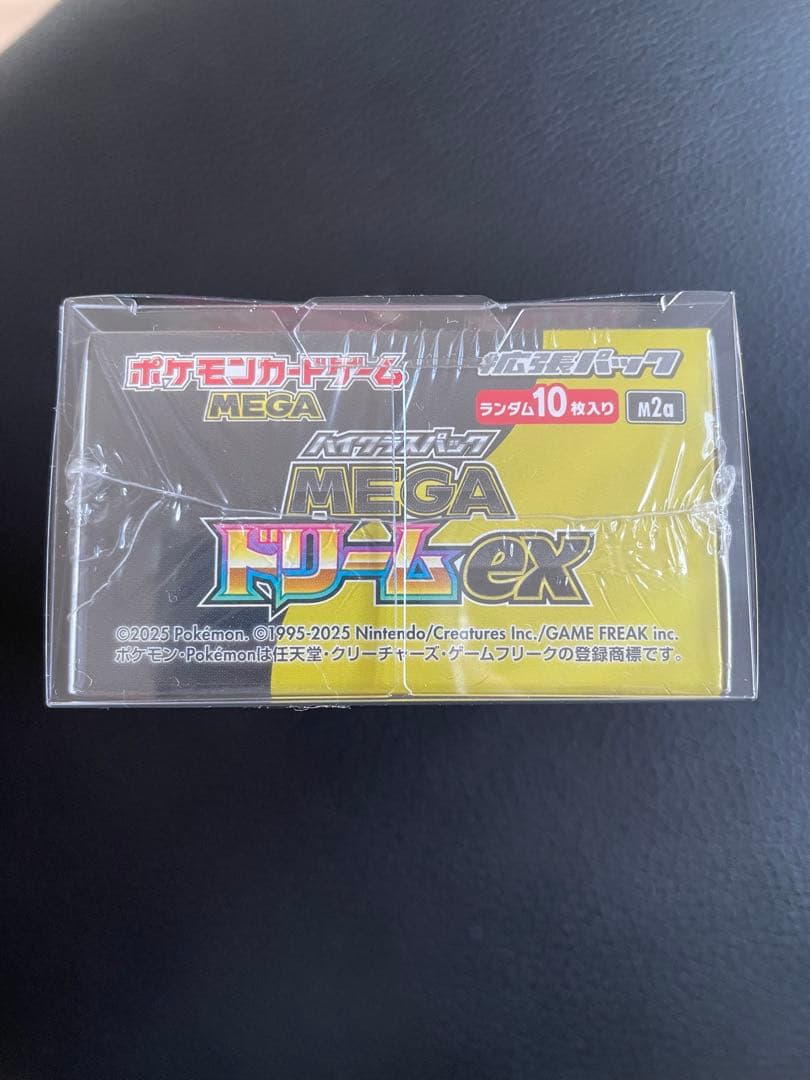 ポケモンカードゲーム 拡張パック
MEGA ランダム10枚入り M2a
ハイクラスパック
MEGA
ドリームex
©2025 Pokémon. ©1995-2025 Nintendo/Creatures Inc./GAME FREAK inc.
ポケモン・Pokémonは任天堂・クリーチャーズ・ゲームフリークの登録商標です。